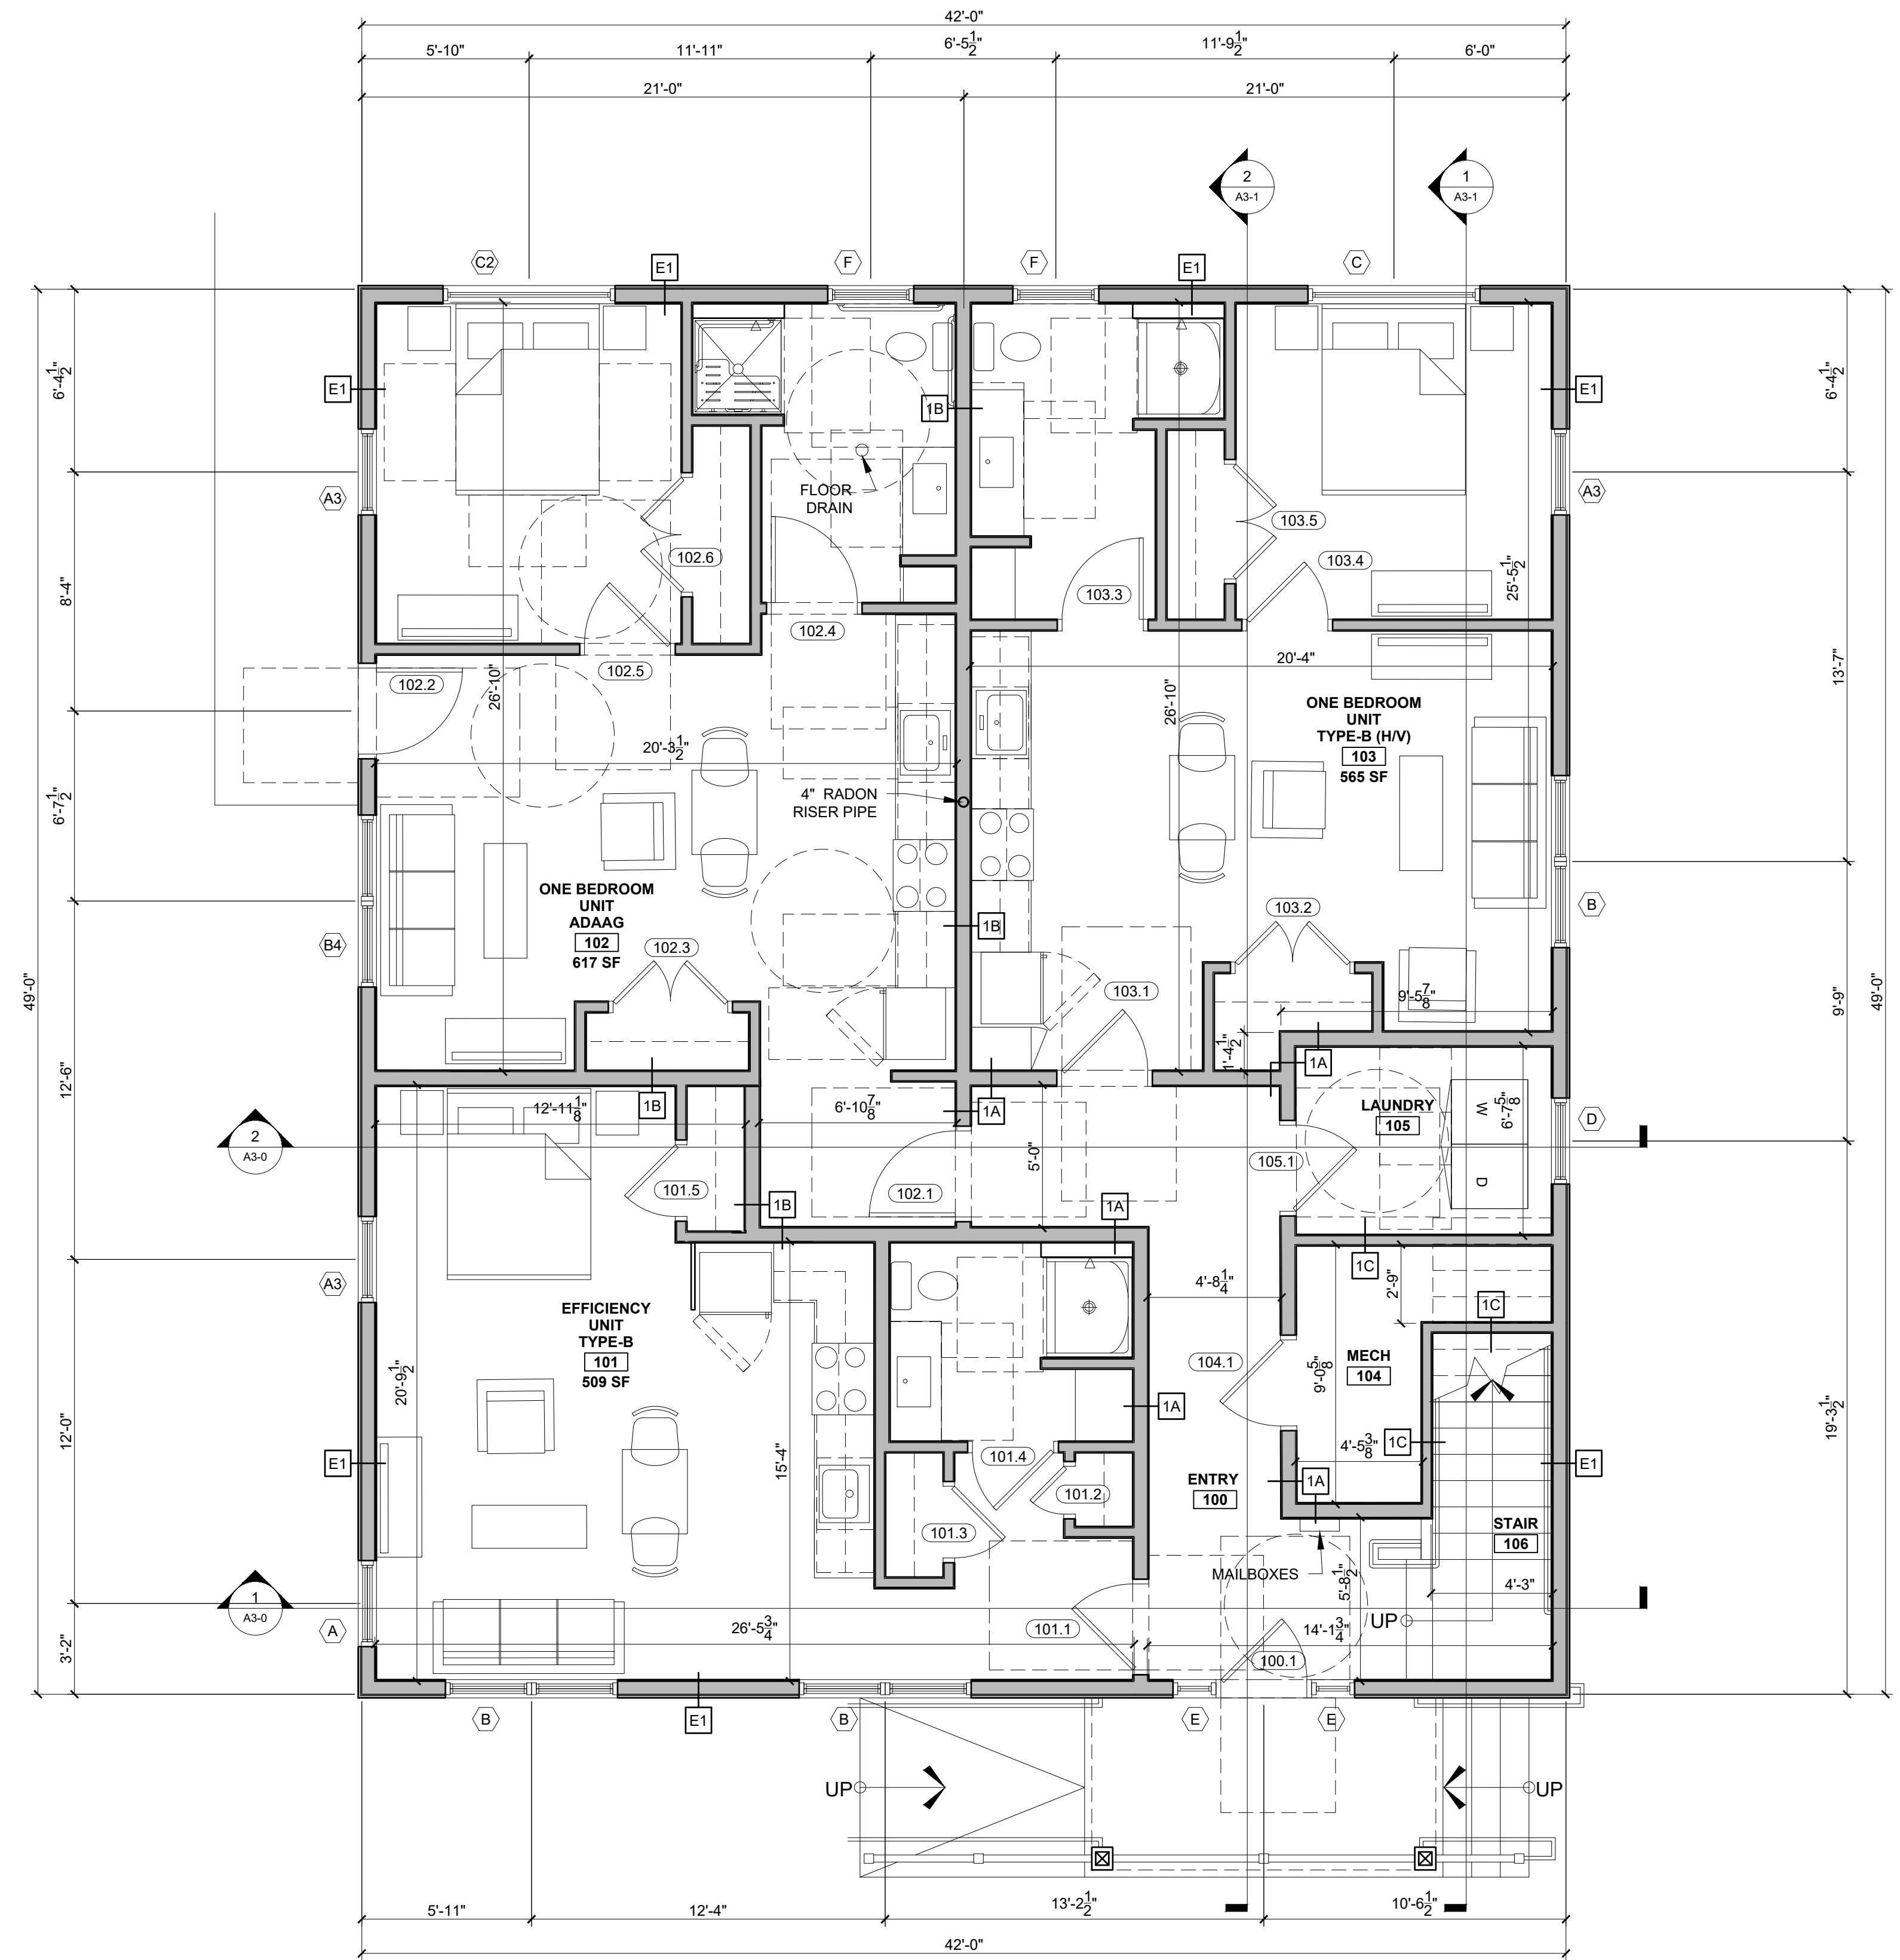 42'-0"
5'-10"
11'-11"
6'-5 1/2"
11'-9 1/2"
6'-0"
21'-0"
21'-0"
2
A3-1
1
A3-1
C2
E1
F
F
E1
C
6'-4 1/2"
E1
1B
E1
6'-4 1/2"
A3
FLOOR
DRAIN
A3
102.6
103.5
103.4
25'-5 1/2"
8'-4"
103.3
102.4
102.2
102.5
26'-10"
20'-4"
26'-10"
13'-7"
ONE BEDROOM
UNIT
TYPE-B (H/V)
103
565 SF
20'-3 1/2"
6'-7 1/2"
4" RADON
RISER PIPE
ONE BEDROOM
UNIT
ADAAG
102
617 SF
B4
102.3
1B
103.2
B
49'-0"
103.1
9'-5 7/8"
9'-9"
49'-0"
12'-6"
1'-4 1/2"
1A
12'-11 1/8"
1B
6'-10 7/8"
1A
LAUNDRY
105
W
D
6'-7 5/8"
D
2
A3-0
5'-0"
105.1
101.5
1B
102.1
1A
1C
A3
EFFICIENCY
UNIT
TYPE-B
101
509 SF
4'-8 1/4"
2'-9"
1C
104.1
MECH
104
9'-0 5/8"
20'-9 1/2"
12'-0"
1A
19'-3 1/2"
E1
15'-4"
101.4
4'-5 3/8"
1C
E1
101.2
ENTRY
100
1A
101.3
STAIR
106
MAILBOXES
5'-8 1/2"
4'-3"
1
A3-0
UP
A
26'-5 3/4"
101.1
14'-1 3/4"
100.1
3'-2"
B
E1
B
E
E
UP
UP
5'-11"
12'-4"
13'-2 1/2"
10'-6 1/2"
42'-0"